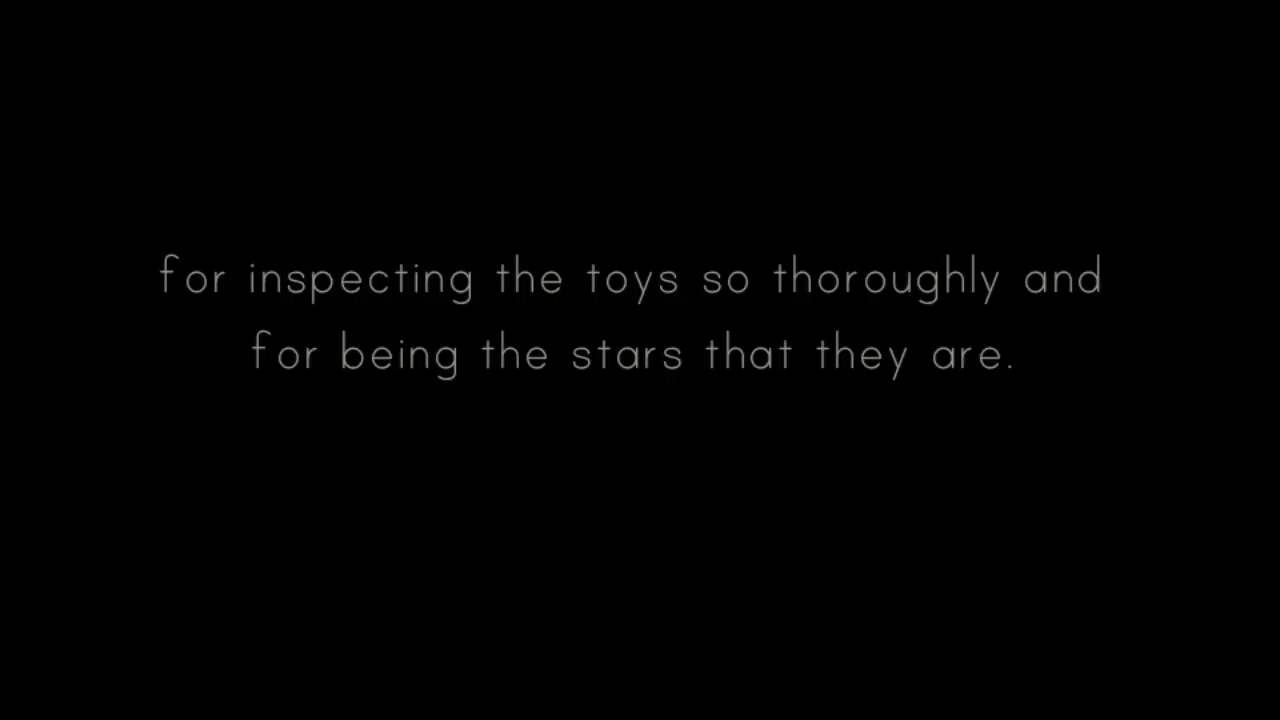 for inspecting the toys so thoroughly and
for being the stars that they are.